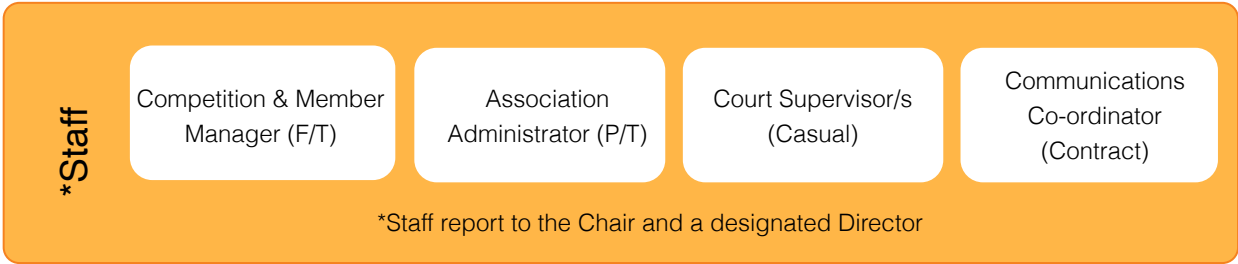 *Staff
Competition & Member
Manager (F/T)
Association
Administrator (P/T)
Court Supervisor/s
(Casual)
Communications
Co-ordinator
(Contract)
*Staff report to the Chair and a designated Director